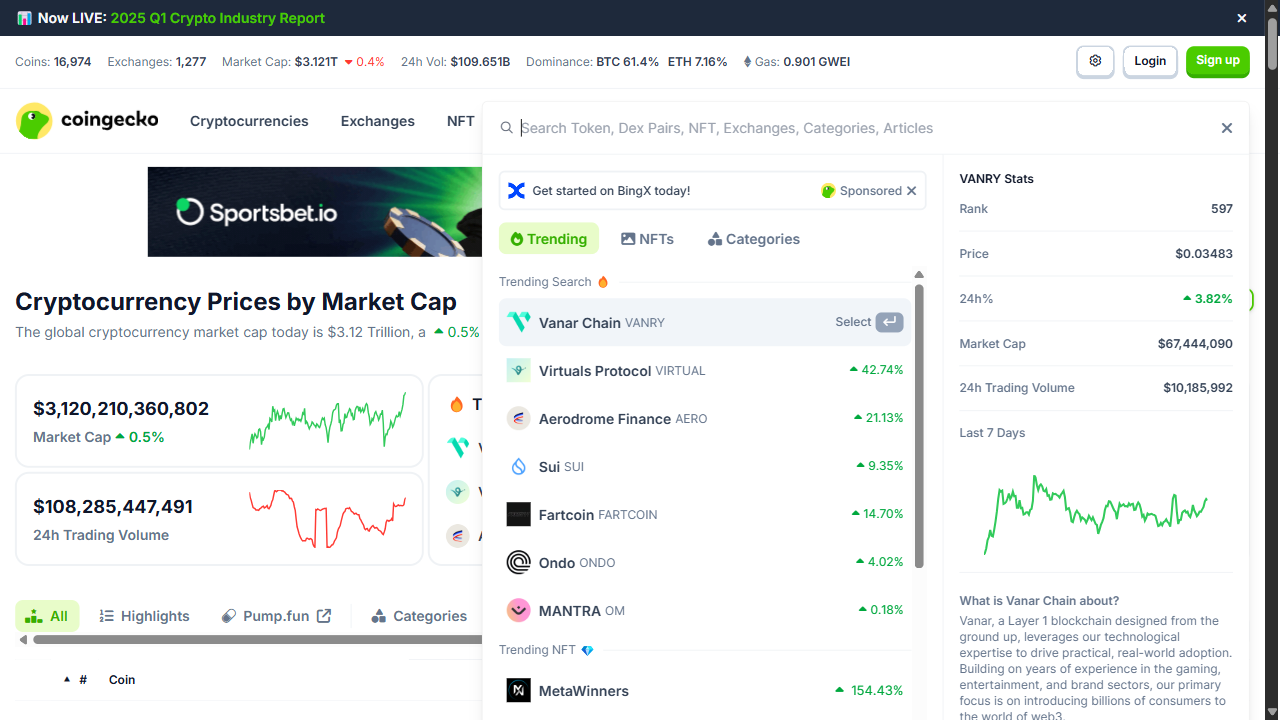 Now LIVE: 2025 Q1 Crypto Industry Report
Coins: 16,974 Exchanges: 1,277 Market Cap: $3.121T 0.4% 24h Vol: $109.651B Dominance: BTC 61.4% ETH 7.16% Gas: 0.901 GWEI
Login
Sign up
coingecko
Cryptocurrencies Exchanges NFT
Search Token, Dex Pairs, NFT, Exchanges, Categories, Articles
Sportsbet.io
Cryptocurrency Prices by Market Cap
The global cryptocurrency market cap today is $3.12 Trillion, a 0.5%
$3,120,210,360,802
Market Cap 0.5%
$108,285,447,491
24h Trading Volume
All Highlights Pump.fun Categories
# Coin
Get started on BingX today! Sponsored
Trending NFTs Categories
Trending Search
Vanar Chain VANRY Select
Virtuals Protocol VIRTUAL 42.74%
Aerodrome Finance AERO 21.13%
Sui SUI 9.35%
Fartcoin FARTCOIN 14.70%
Ondo ONDO 4.02%
MANTRA OM 0.18%
Trending NFT
MetaWinners 154.43%
VANRY Stats
Rank 597
Price $0.03483
24h% 3.82%
Market Cap $67,444,090
24h Trading Volume $10,185,992
Last 7 Days
What is Vanar Chain about?
Vanar, a Layer 1 blockchain designed from the
ground up, leverages our technological
expertise to drive practical, real-world adoption.
Building on years of experience in the gaming,
entertainment, and brand sectors, our primary
focus is on introducing billions of consumers to
the world of web3.